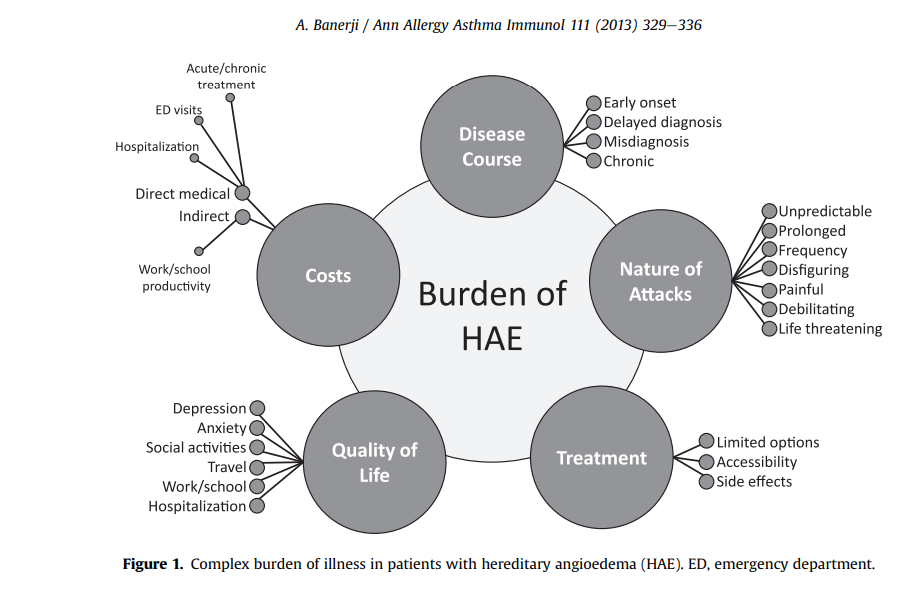 A. Banerji / Ann Allergy Asthma Immunol 111 (2013) 329–336
Acute/chronic
treatment
ED visits
Hospitalization
Direct medical
Indirect
Work/school
productivity
Costs
Disease
Course
Early onset
Delayed diagnosis
Misdiagnosis
Chronic
Nature of
Attacks
Unpredictable
Prolonged
Frequency
Disfiguring
Painful
Debilitating
Life threatening
Burden of
HAE
Depression
Anxiety
Social activities
Travel
Work/school
Hospitalization
Quality of
Life
Treatment
Limited options
Accessibility
Side effects
Figure 1. Complex burden of illness in patients with hereditary angioedema (HAE). ED, emergency department.